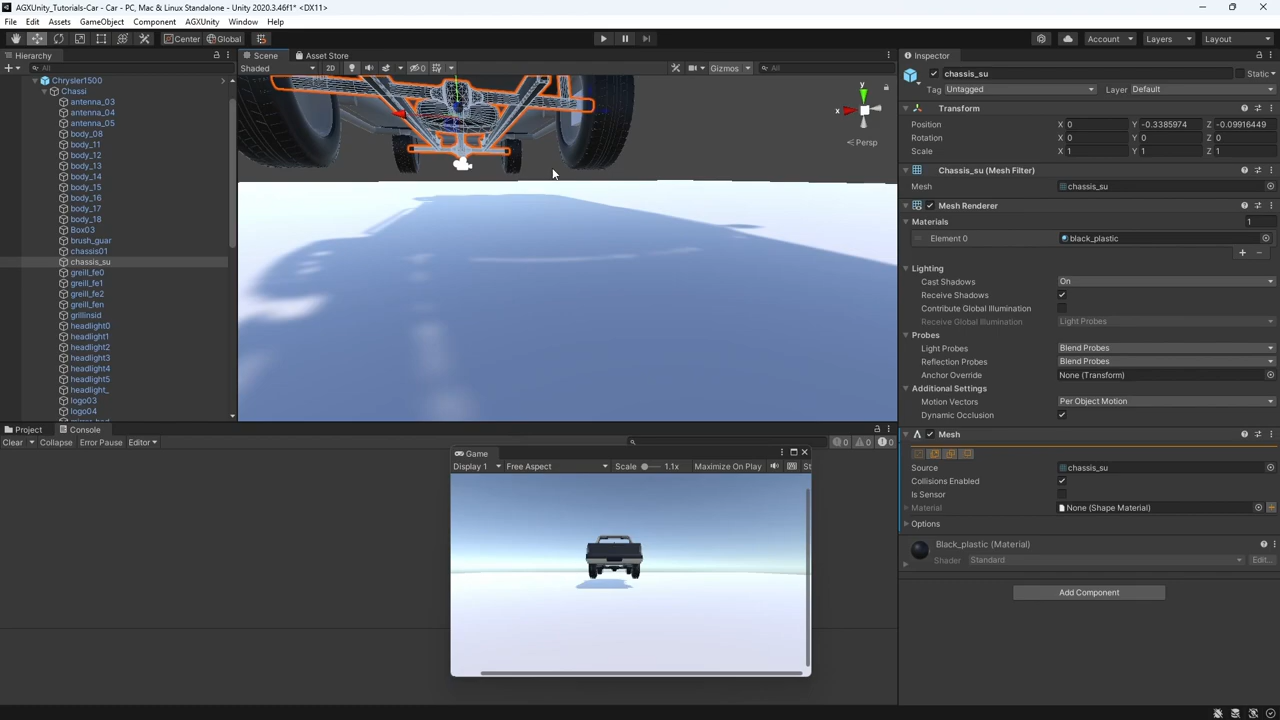 AGXUnity_Tutorials-Car - Car - PC, Mac & Linux Standalone - Unity 2020.3.46f1* <DX11>
File Edit Assets GameObject Component AGXUnity Window Help
Center Global Account Layers Layout
Hierarchy
All
Chrysler1500
Chassi
antenna_03
antenna_04
antenna_05
body_08
body_11
body_12
body_13
body_14
body_15
body_16
body_17
body_18
Box03
brush_guar
chassis01
chassis_su
greill_fe0
greill_fe1
greill_fe2
greill_fen
grillinsid
headlight0
headlight1
headlight2
headlight3
headlight4
headlight5
headlight_
logo03
logo04
Scene Asset Store
Shaded 2D 0 Gizmos All
y
x
Persp
Project Console
Clear Collapse Error Pause Editor 0 0 0
Game
Display 1 Free Aspect Scale 1.1x Maximize On Play St
Inspector
chassis_su Static
Tag Untagged Layer Default
Transform
Position X 0 Y -0.3385974 Z -0.09916449
Rotation X 0 Y 0 Z 0
Scale X 1 Y 1 Z 1
Chassis_su (Mesh Filter)
Mesh chassis_su
Mesh Renderer
Materials 1
Element 0 black_plastic
Lighting
Cast Shadows On
Receive Shadows
Contribute Global Illumination
Receive Global Illumination Light Probes
Probes
Light Probes Blend Probes
Reflection Probes Blend Probes
Anchor Override None (Transform)
Additional Settings
Motion Vectors Per Object Motion
Dynamic Occlusion
Mesh
Source chassis_su
Collisions Enabled
Is Sensor
Material None (Shape Material)
Options
Black_plastic (Material)
Shader Standard Edit...
Add Component